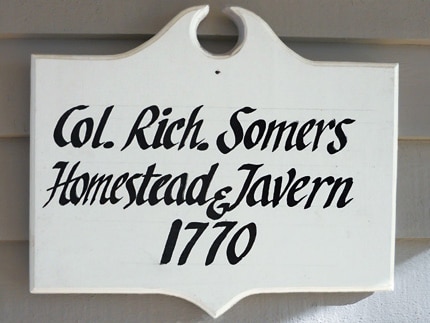 Col. Rich. Somers
Homestead & Tavern
1770